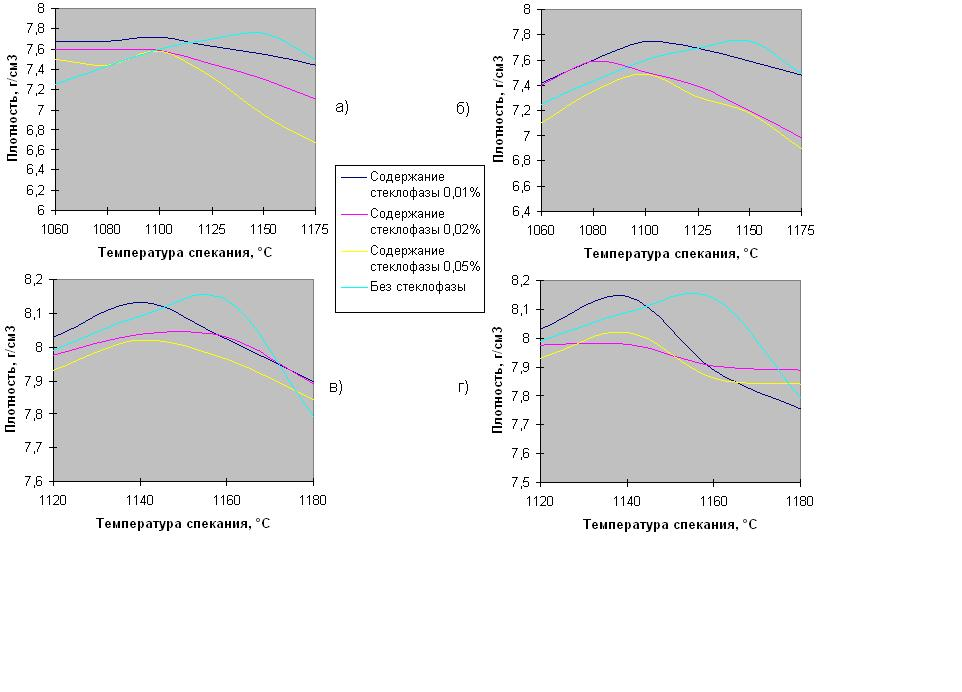 8
7,8
7,6
7,4
7,2
7
6,8
6,6
6,4
6,2
6
1060 1080 1100 1125 1150 1175
Плотность, г/см3
Температура спекания, °С
а)
8
7,8
7,6
7,4
7,2
7
6,8
6,6
6,4
1060 1080 1100 1125 1150 1175
Плотность, г/см3
Температура спекания, °С
б)
Содержание
стеклофазы 0,01%
Содержание
стеклофазы 0,02%
Содержание
стеклофазы 0,05%
Без стеклофазы
8,2
8,1
8
7,9
7,8
7,7
7,6
1120 1140 1160 1180
Плотность, г/см3
Температура спекания, °С
в)
8,2
8,1
8
7,9
7,8
7,7
7,6
7,5
1120 1140 1160 1180
Плотность, г/см3
Температура спекания, °С
г)